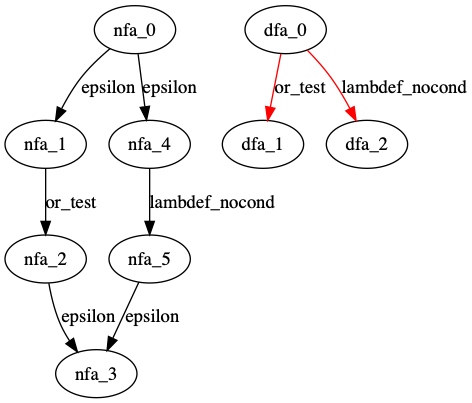 nfa_0 dfa_0
epsilon epsilon or_test lambdef_nocond
nfa_1 nfa_4 dfa_1 dfa_2
or_test lambdef_nocond
nfa_2 nfa_5
epsilon epsilon
nfa_3